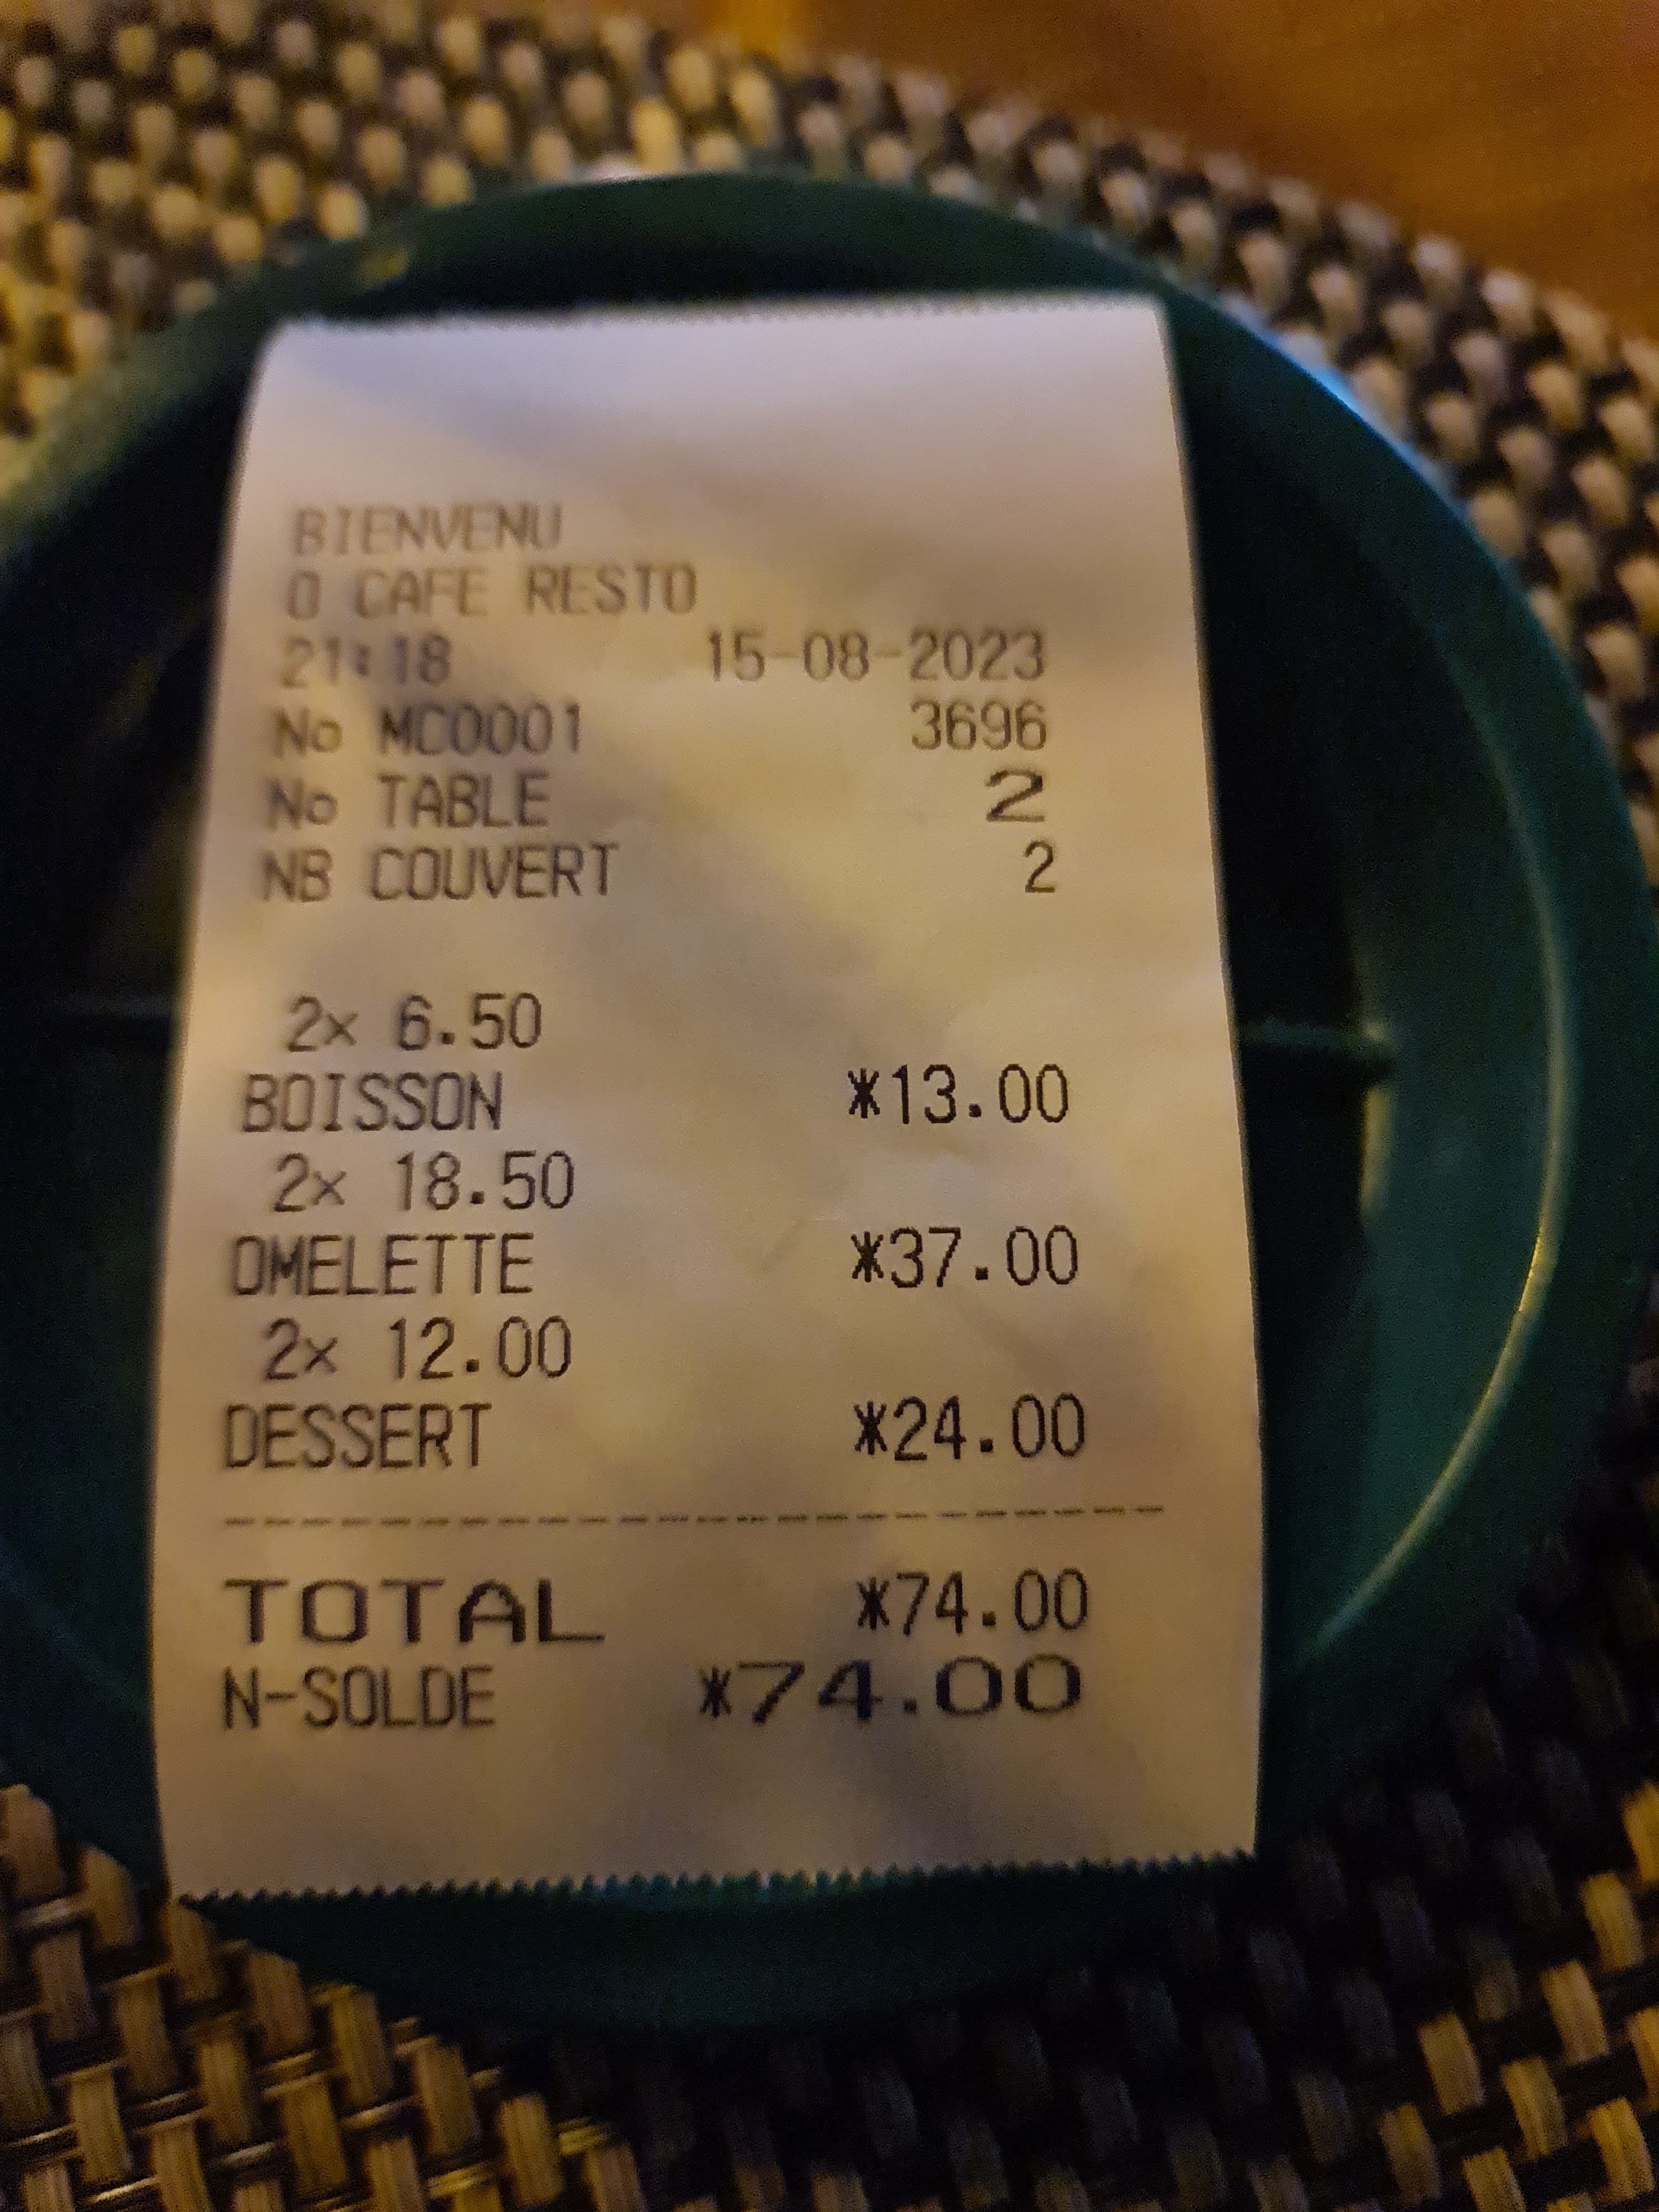 BIENVENU
O CAFE RESTO
21:18 15-08-2023
No MC0001 3696
No TABLE 2
NB COUVERT 2
2x 6.50
BOISSON *13.00
2x 18.50
OMELETTE *37.00
2x 12.00
DESSERT *24.00
--------------------------------
TOTAL *74.00
N-SOLDE *74.00